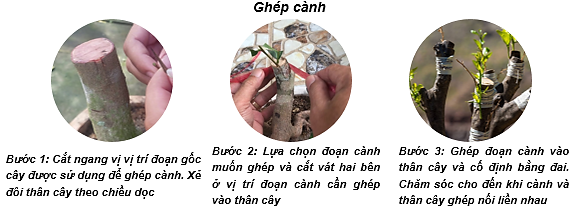 Ghép cành
Bước 1: Cắt ngang vị vị trí đoạn gốc
cây được sử dụng để ghép cành. Xẻ
đôi thân cây theo chiều dọc
Bước 2: Lựa chọn đoạn cành
muốn ghép và cắt vát hai bên
ở vị trí đoạn cành cần ghép
vào thân cây
Bước 3: Ghép đoạn cành vào
thân cây và cố định bằng đai.
Chăm sóc cho đến khi cành và
thân cây ghép nối liền nhau